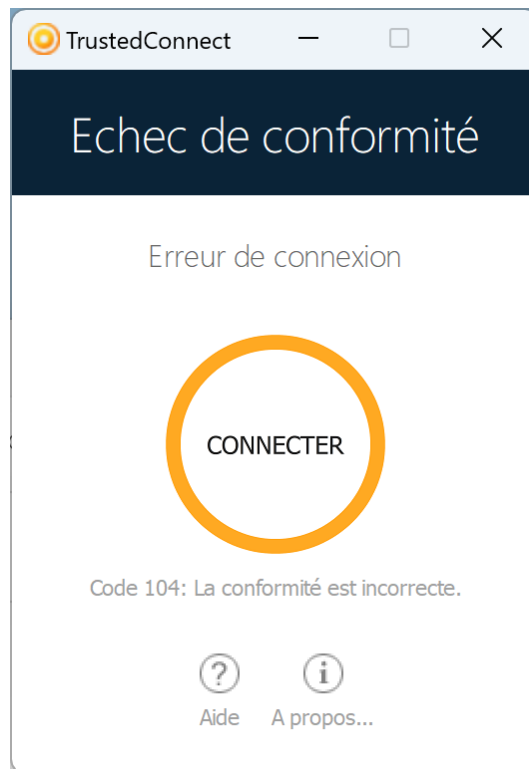 TrustedConnect
Echec de conformité
Erreur de connexion
CONNECTER
Code 104: La conformité est incorrecte.
Aide A propos...